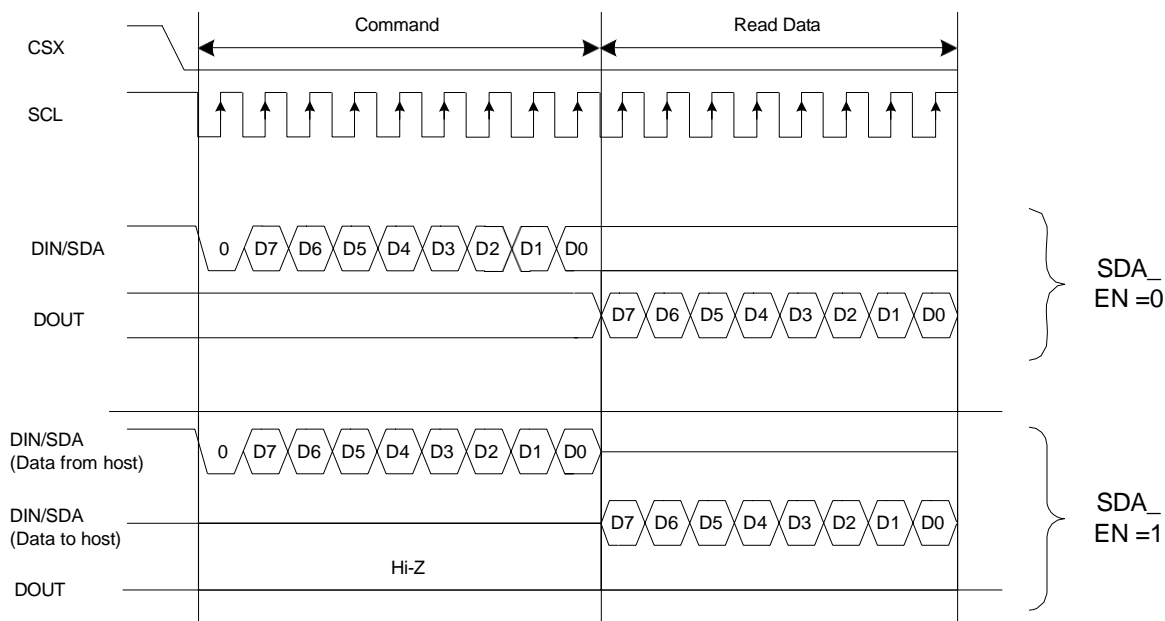 Command
Read Data
CSX
SCL
DIN/SDA
0 D7 D6 D5 D4 D3 D2 D1 D0
DOUT
D7 D6 D5 D4 D3 D2 D1 D0
SDA_
EN =0
DIN/SDA
(Data from host)
0 D7 D6 D5 D4 D3 D2 D1 D0
DIN/SDA
(Data to host)
D7 D6 D5 D4 D3 D2 D1 D0
SDA_
EN =1
Hi-Z
DOUT